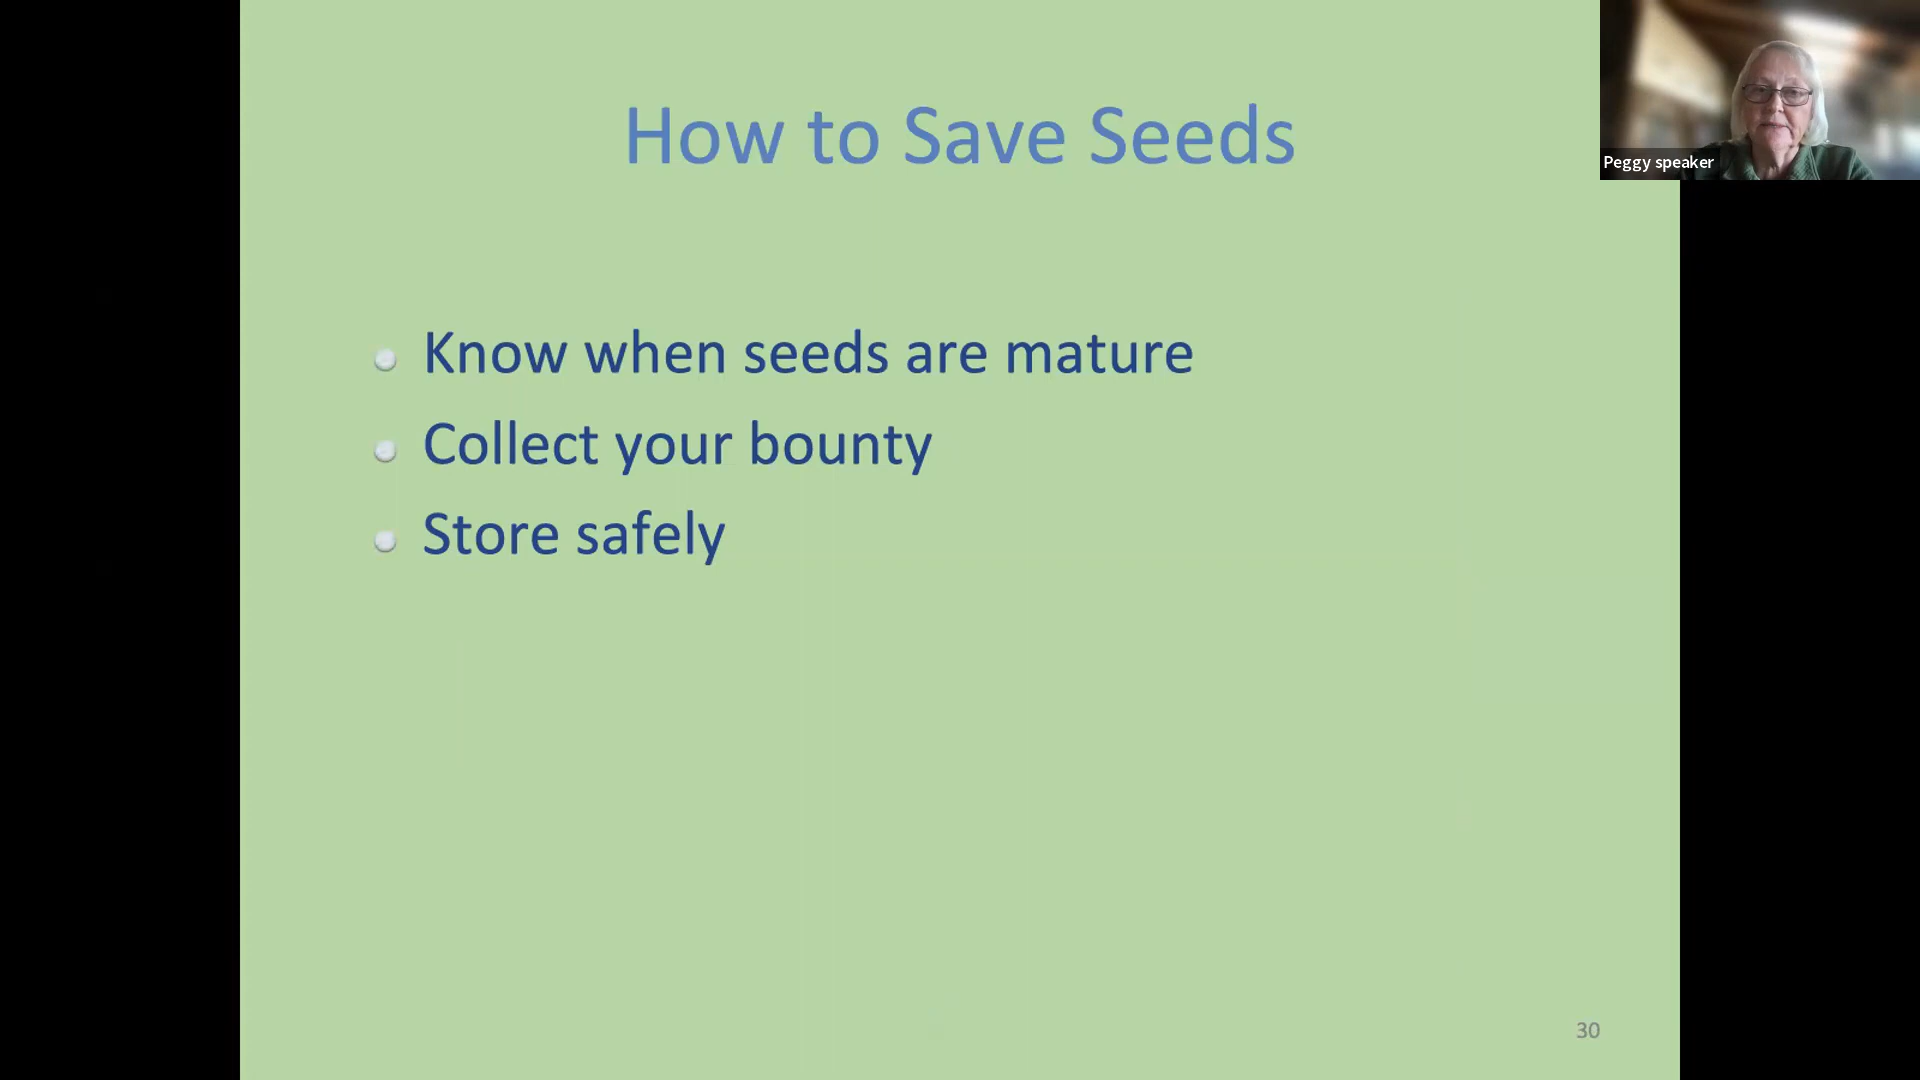 How to Save Seeds
Peggy speaker
Know when seeds are mature
Collect your bounty
Store safely
30